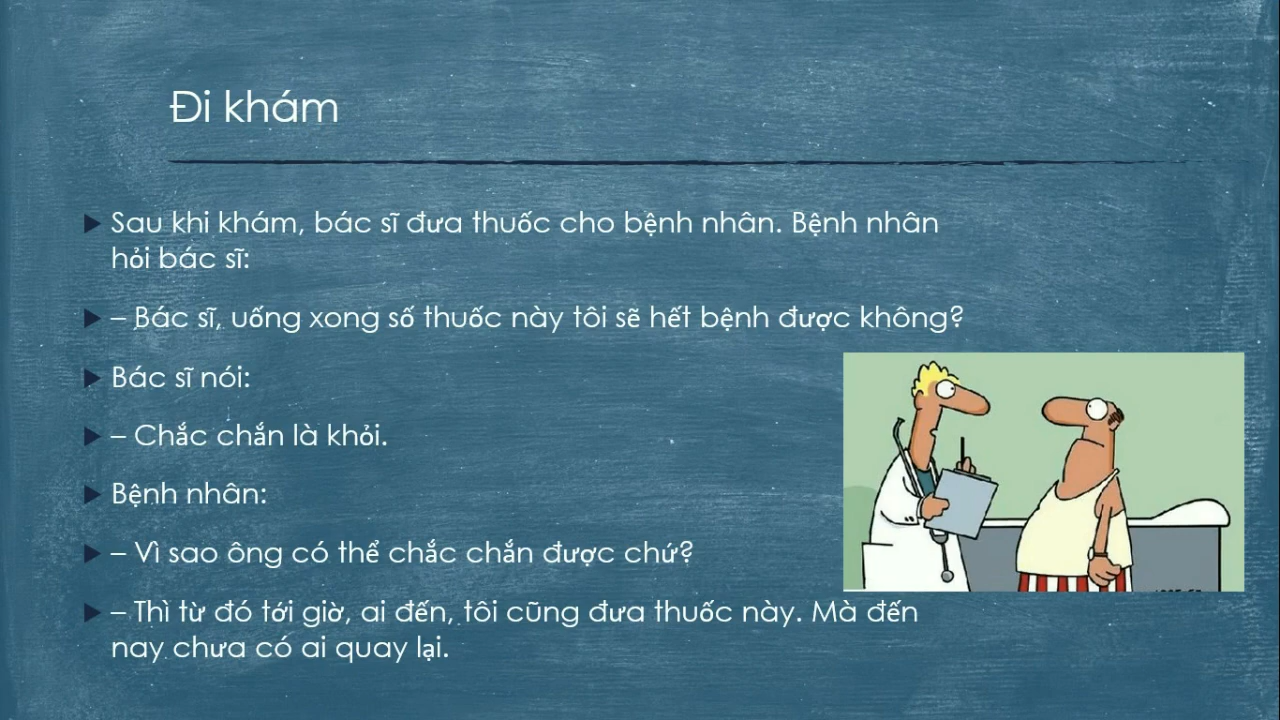 Đi khám
Sau khi khám, bác sĩ đưa thuốc cho bệnh nhân. Bệnh nhân
hỏi bác sĩ:
– Bác sĩ, uống xong số thuốc này tôi sẽ hết bệnh được không?
Bác sĩ nói:
– Chắc chắn là khỏi.
Bệnh nhân:
– Vì sao ông có thể chắc chắn được chứ?
– Thì từ đó tới giờ, ai đến, tôi cũng đưa thuốc này. Mà đến
nay chưa có ai quay lại.